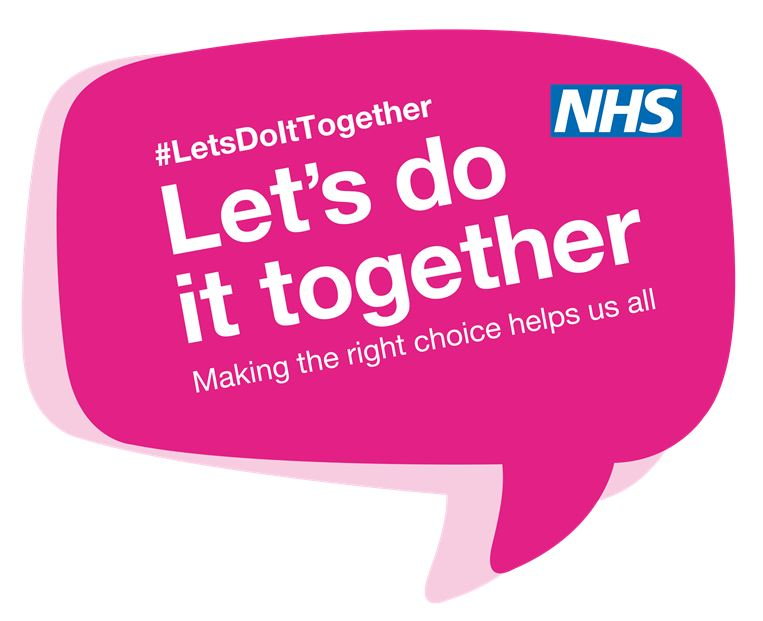 NHS
#LetsDoItTogether
Let's do
it together
Making the right choice helps us all